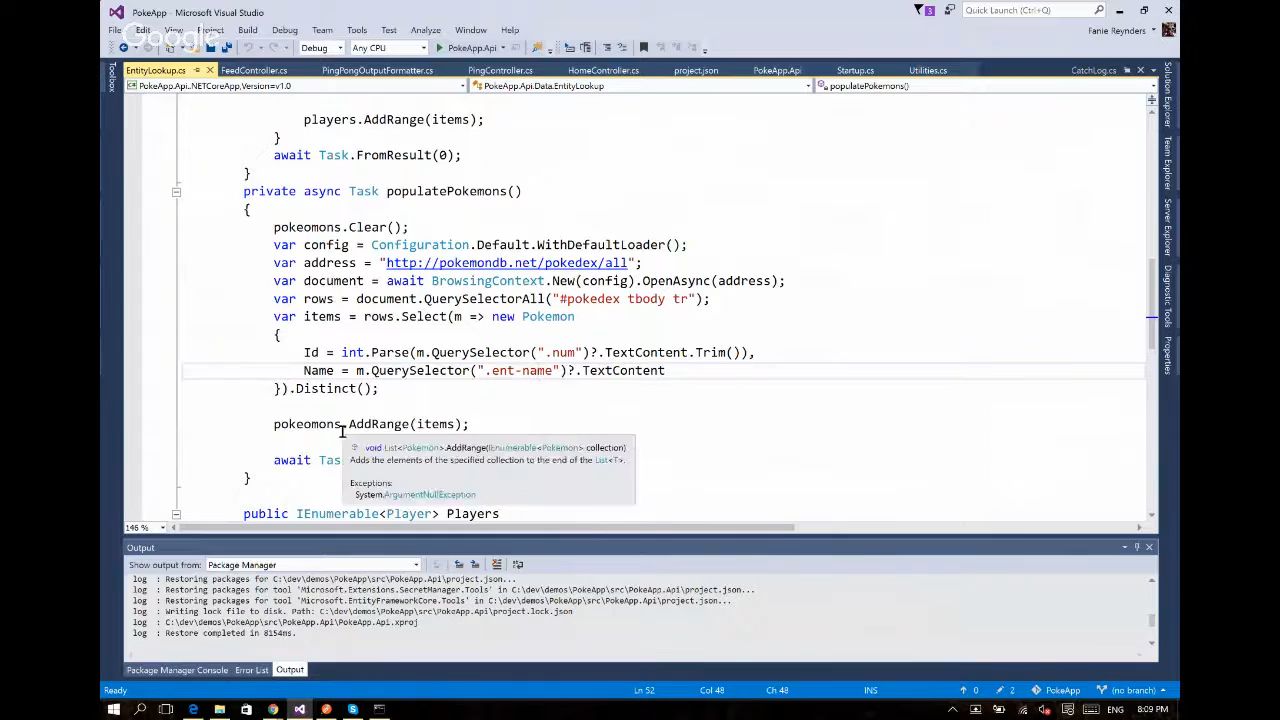 PokeApp - Microsoft Visual Studio
3
Quick Launch (Ctrl+Q)
Google
File Edit View Project Build Debug Team Tools Test Analyze Window Help
Fanie Reynders
Debug Any CPU PokeApp.Api
EntityLookup.cs FeedController.cs PingPongOutputFormatter.cs PingController.cs HomeController.cs project.json PokeApp.Api Startup.cs Utilities.cs CatchLog.cs
PokeApp.Api.NETCoreApp,Version=v1.0 PokeApp.Api.Data.EntityLookup populatePokemons()
Toolbox
Solution Explorer
Team Explorer
Server Explorer
Diagnostic Tools
Properties
players.AddRange(items);
}
await Task.FromResult(0);
}
private async Task populatePokemons()
{
pokeomons.Clear();
var config = Configuration.Default.WithDefaultLoader();
var address = "http://pokemondb.net/pokedex/all";
var document = await BrowsingContext.New(config).OpenAsync(address);
var rows = document.QuerySelectorAll("#pokedex tbody tr");
var items = rows.Select(m => new Pokemon
{
Id = int.Parse(m.QuerySelector(".num")?.TextContent.Trim()),
Name = m.QuerySelector(".ent-name")?.TextContent
}).Distinct();
pokeomons.AddRange(items);
void List<Pokemon>.AddRange(IEnumerable<Pokemon> collection)
Adds the elements of the specified collection to the end of the List<T>.
Exceptions:
System.ArgumentNullException
await Tas
}
public IEnumerable<Player> Players
146 %
Output
Show output from: Package Manager
log : Restoring packages for C:\dev\demos\PokeApp\src\PokeApp.Api\project.json...
log : Restoring packages for tool 'Microsoft.Extensions.SecretManager.Tools' in C:\dev\demos\PokeApp\src\PokeApp.Api\project.json...
log : Restoring packages for tool 'Microsoft.EntityFrameworkCore.Tools' in C:\dev\demos\PokeApp\src\PokeApp.Api\project.json...
log : Writing lock file to disk. Path: C:\dev\demos\PokeApp\src\PokeApp.Api\project.lock.json
log : C:\dev\demos\PokeApp\src\PokeApp.Api\PokeApp.Api.xproj
log : Restore completed in 8154ms.
Package Manager Console Error List Output
Ready Ln 52 Col 48 Ch 48 INS 0 2 PokeApp (no branch)
8:09 PM